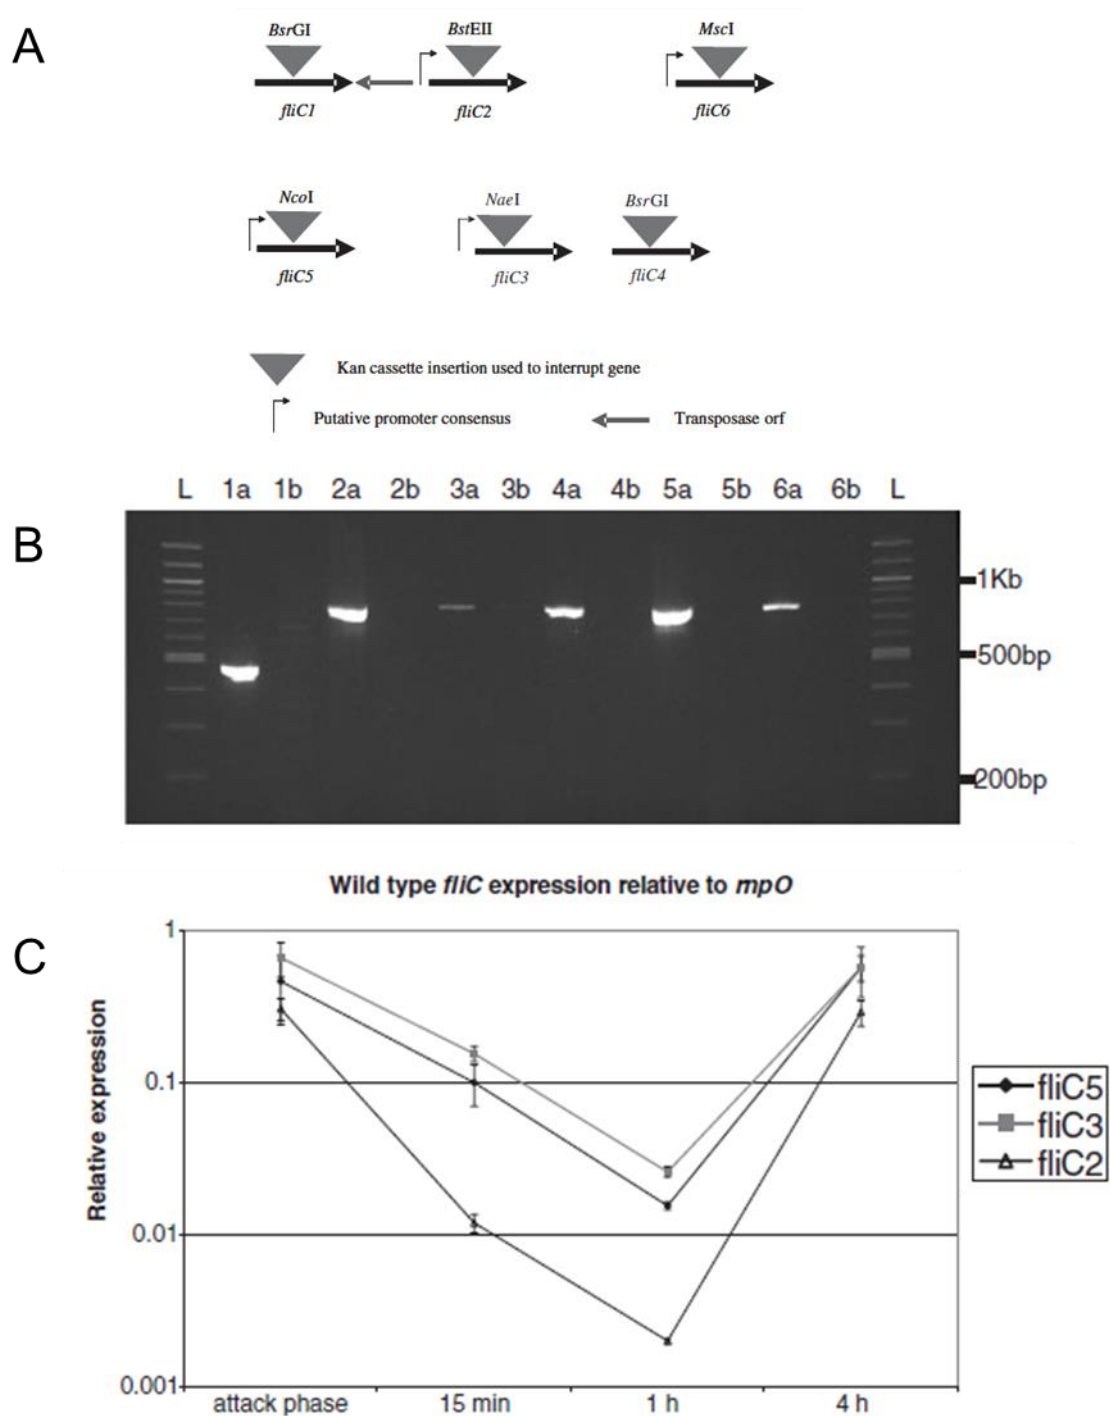 A
BsrGI
BstEII
MscI
fliC1
fliC2
fliC6
NcoI
NaeI
BsrGI
fliC5
fliC3
fliC4
Kan cassette insertion used to interrupt gene
Putative promoter consensus
Transposase orf
L 1a 1b 2a 2b 3a 3b 4a 4b 5a 5b 6a 6b L
B
1Kb
500bp
200bp
Wild type fliC expression relative to rnpO
C
Relative expression
1
0.1
0.01
0.001
attack phase
15 min
1 h
4 h
fliC5
fliC3
fliC2